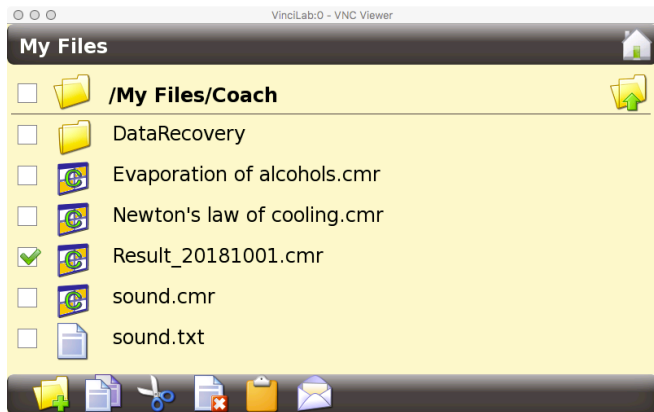 VinciLab:0 - VNC Viewer
My Files
/My Files/Coach
DataRecovery
Evaporation of alcohols.cmr
Newton's law of cooling.cmr
Result_20181001.cmr
sound.cmr
sound.txt